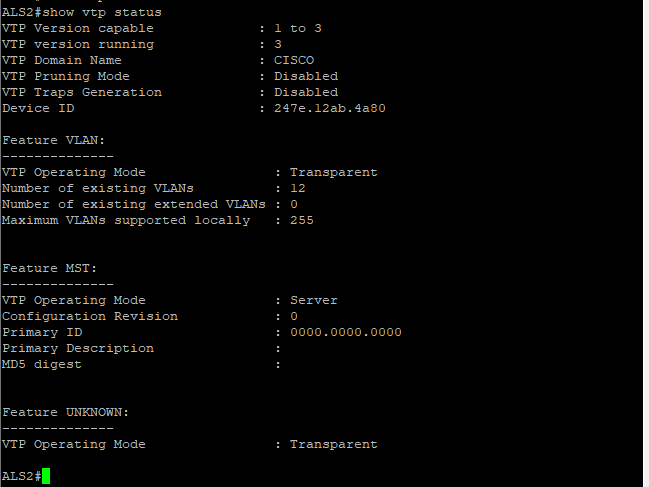 ALS2#show vtp status
VTP Version capable             : 1 to 3
VTP version running             : 3
VTP Domain Name                 : CISCO
VTP Pruning Mode                : Disabled
VTP Traps Generation            : Disabled
Device ID                       : 247e.12ab.4a80
Feature VLAN:
--------------
VTP Operating Mode                : Transparent
Number of existing VLANs          : 12
Number of existing extended VLANs : 0
Maximum VLANs supported locally   : 255
Feature MST:
--------------
VTP Operating Mode                : Server
Configuration Revision            : 0
Primary ID                        : 0000.0000.0000
Primary Description               :
MD5 digest                        :
Feature UNKNOWN:
--------------
VTP Operating Mode                : Transparent
ALS2#